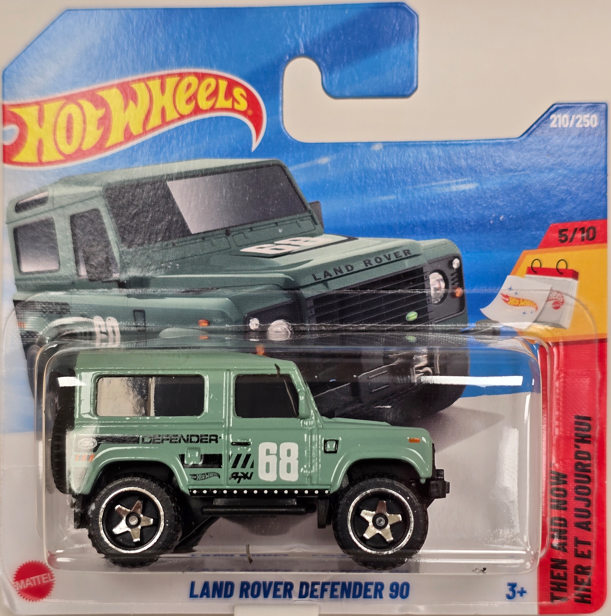 HOT WHEELS
210/250
5/10
LAND ROVER
68
DEFENDER
68
THEN AND NOW
HIER ET AUJOURD'HUI
MATTEL
LAND ROVER DEFENDER 90
3+